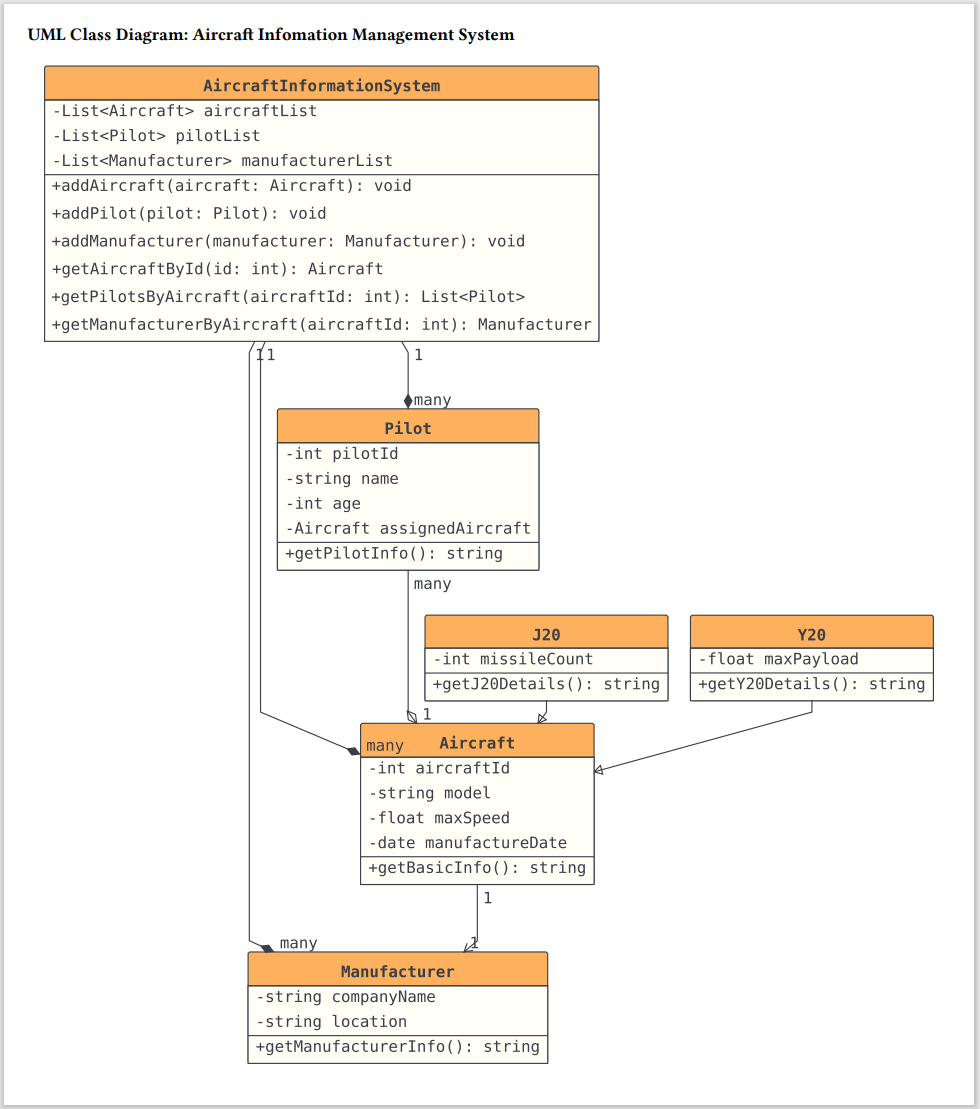 UML Class Diagram: Aircraft Infomation Management System
AircraftInformationSystem
-List<Aircraft> aircraftList
-List<Pilot> pilotList
-List<Manufacturer> manufacturerList
+addAircraft(aircraft: Aircraft): void
+addPilot(pilot: Pilot): void
+addManufacturer(manufacturer: Manufacturer): void
+getAircraftById(id: int): Aircraft
+getPilotsByAircraft(aircraftId: int): List<Pilot>
+getManufacturerByAircraft(aircraftId: int): Manufacturer
1
1
1
many
Pilot
-int pilotId
-string name
-int age
-Aircraft assignedAircraft
+getPilotInfo(): string
many
J20
-int missileCount
+getJ20Details(): string
Y20
-float maxPayload
+getY20Details(): string
1
many
Aircraft
-int aircraftId
-string model
-float maxSpeed
-date manufactureDate
+getBasicInfo(): string
1
many
1
Manufacturer
-string companyName
-string location
+getManufacturerInfo(): string